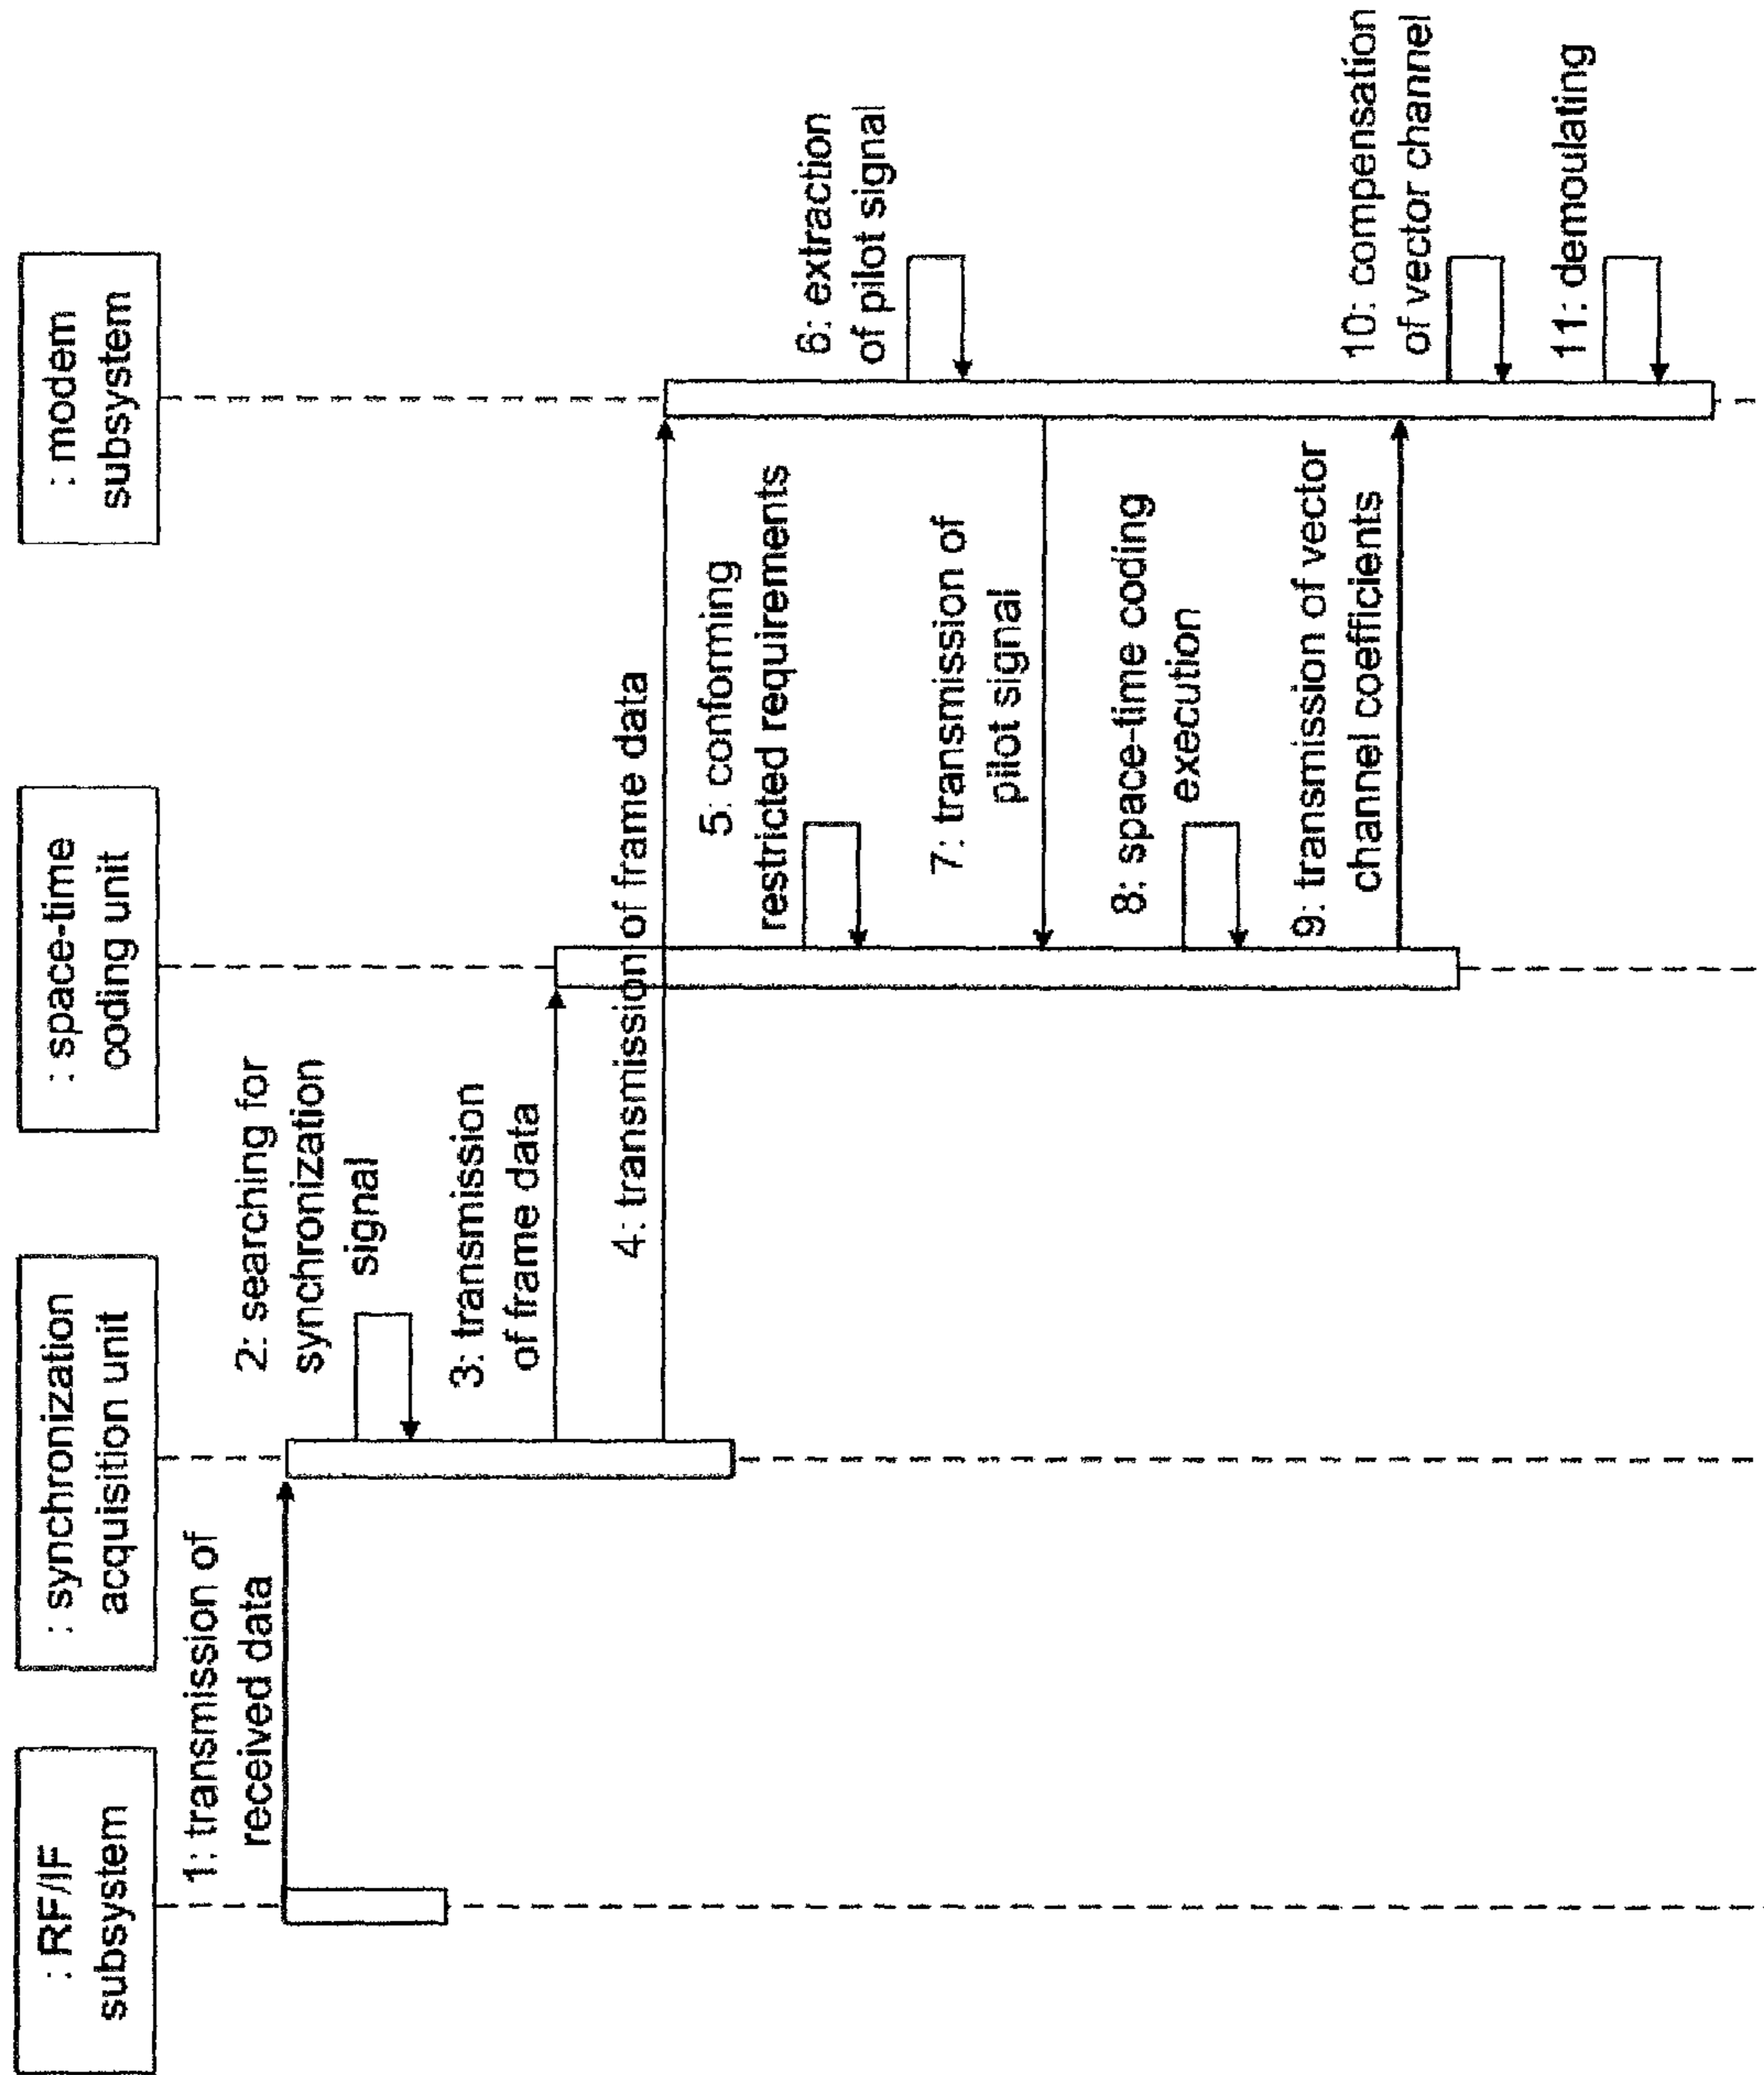 : RF/IF
subsystem
: synchronization
acquisition unit
: space-time
coding unit
: modem
subsystem
1: transmission of
received data
2: searching for
synchronization
signal
3: transmission
of frame data
4: transmission of frame data
5: conforming
restricted requirements
6: extraction
of pilot signal
7: transmission of
pilot signal
8: space-time coding
execution
9: transmission of vector
channel coefficients
10: compensation
of vector channel
11: demoulating